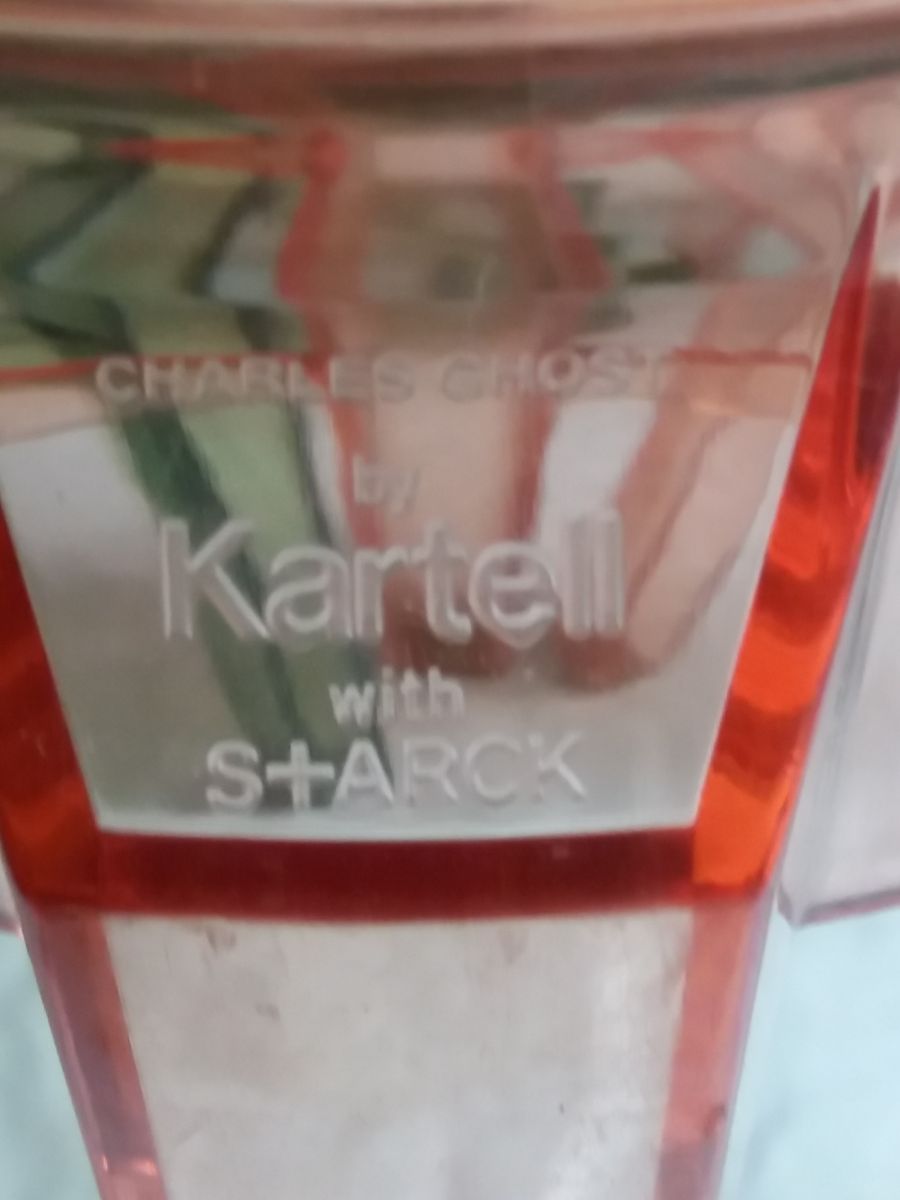 CHARLES GHOST
by
Kartell
with
S+ARCK